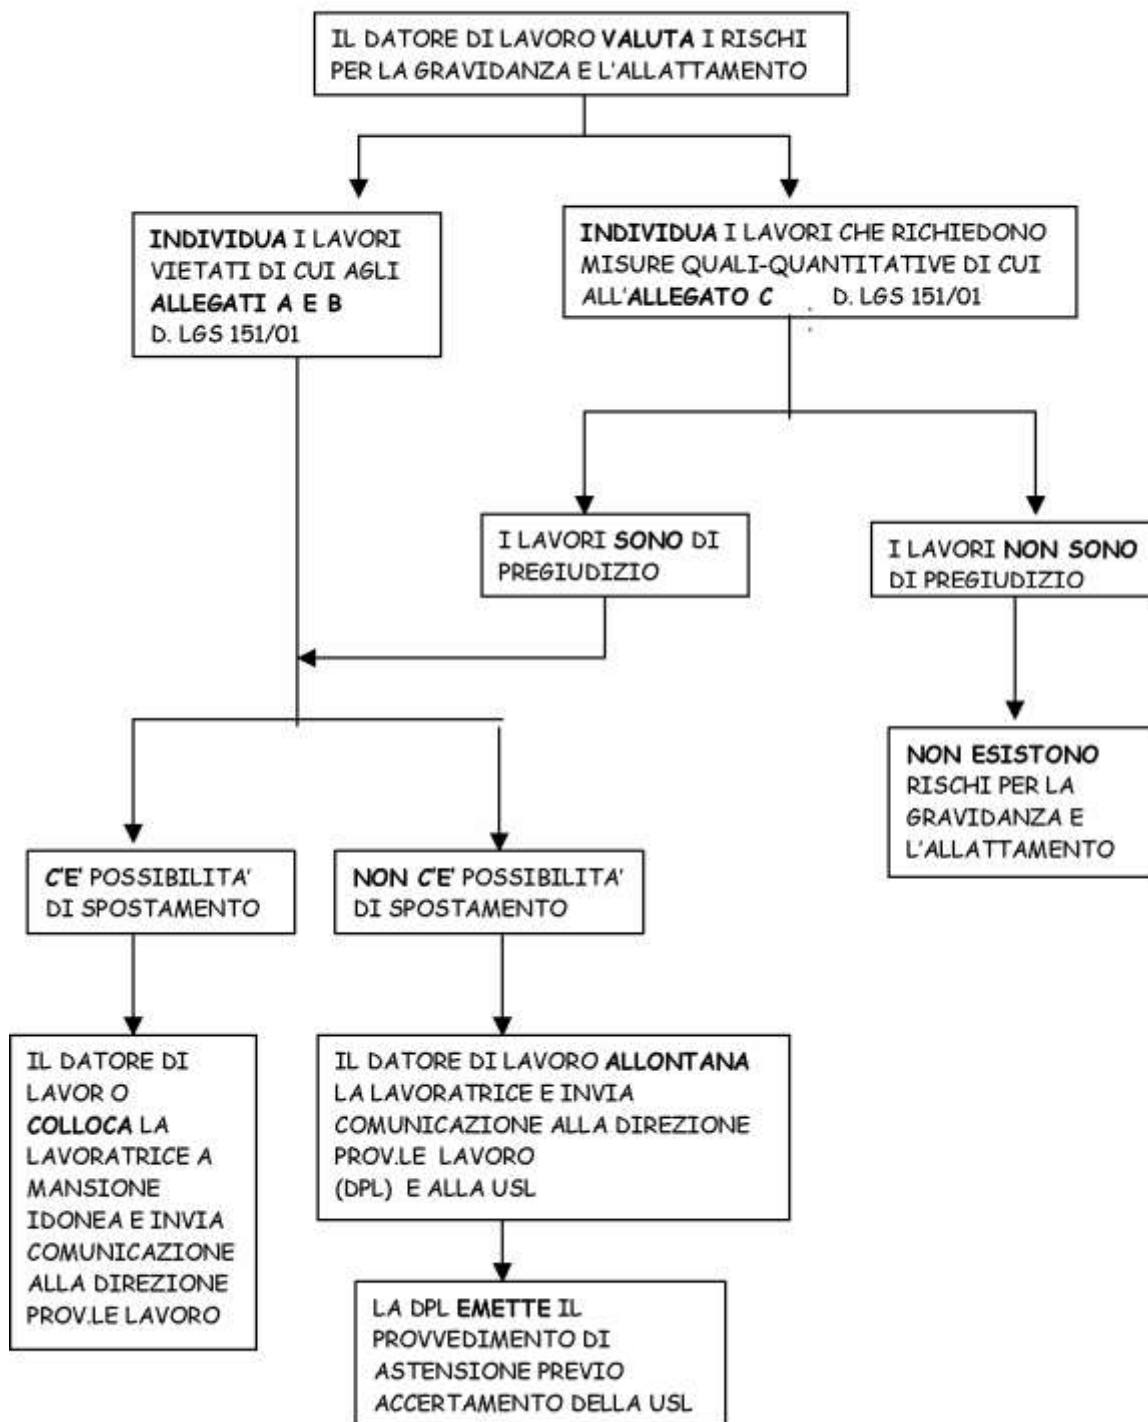 IL DATORE DI LAVORO VALUTA I RISCHI
PER LA GRAVIDANZA E L'ALLATTAMENTO
INDIVIDUA I LAVORI
VIETATI DI CUI AGLI
ALLEGATI A E B
D. LGS 151/01
INDIVIDUA I LAVORI CHE RICHIEDONO
MISURE QUALI-QUANTITATIVE DI CUI
ALL'ALLEGATO C D. LGS 151/01
I LAVORI SONO DI
PREGIUDIZIO
I LAVORI NON SONO
DI PREGIUDIZIO
NON ESISTONO
RISCHI PER LA
GRAVIDANZA E
L'ALLATTAMENTO
C'E' POSSIBILITA'
DI SPOSTAMENTO
NON C'E' POSSIBILITA'
DI SPOSTAMENTO
IL DATORE DI
LAVOR O
COLLOCA LA
LAVORATRICE A
MANSIONE
IDONEA E INVIA
COMUNICAZIONE
ALLA DIREZIONE
PROV.LE LAVORO
IL DATORE DI LAVORO ALLONTANA
LA LAVORATRICE E INVIA
COMUNICAZIONE ALLA DIREZIONE
PROV.LE LAVORO
(DPL) E ALLA USL
LA DPL EMETTE IL
PROVVEDIMENTO DI
ASTENSIONE PREVIO
ACCERTAMENTO DELLA USL